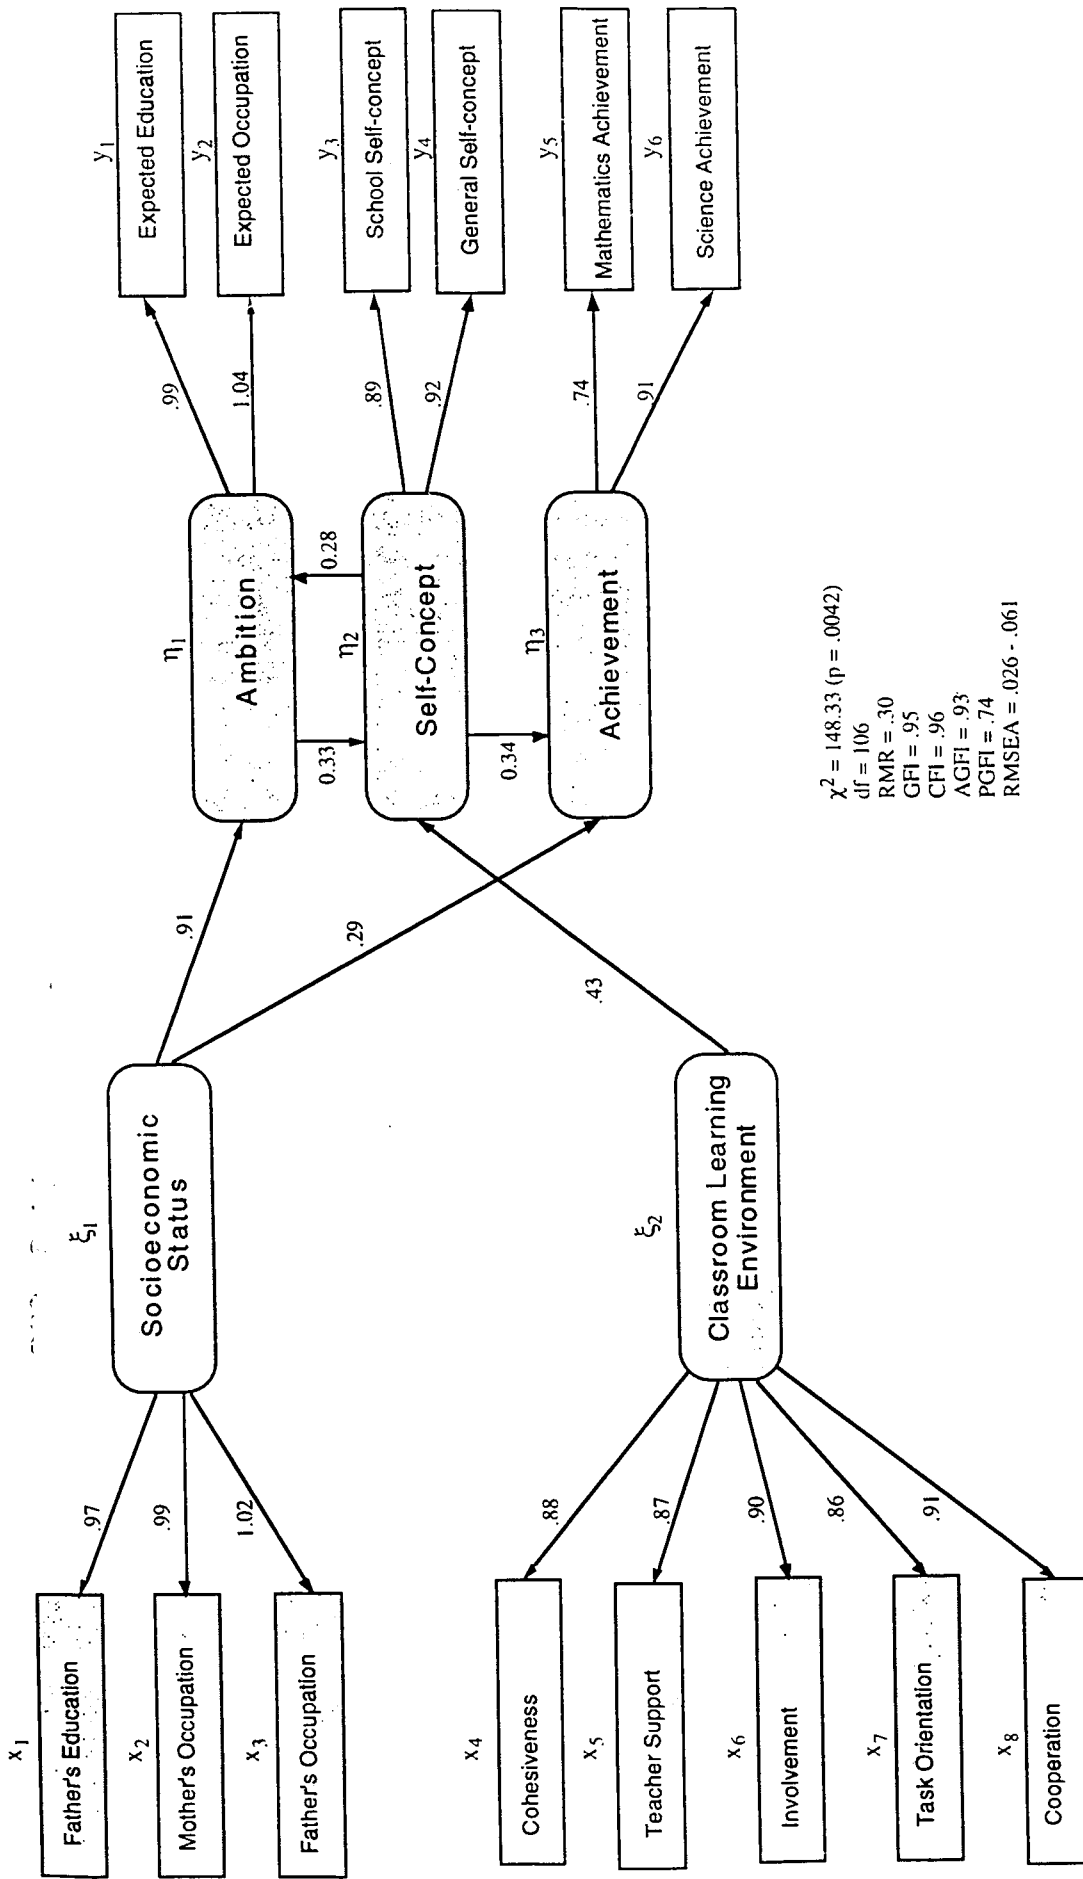 x₁
Father's Education
x₂
Mother's Occupation
x₃
Father's Occupation
x₄
Cohesiveness
x₅
Teacher Support
x₆
Involvement
x₇
Task Orientation
x₈
Cooperation
.97
.99
1.02
.88
.87
.90
.86
.91
ξ₁
Socioeconomic
Status
ξ₂
Classroom Learning
Environment
.91
.29
.43
η₁
Ambition
0.33
0.28
η₂
Self-Concept
0.34
η₃
Achievement
.99
1.04
.89
.92
.74
.91
y₁
Expected Education
y₂
Expected Occupation
y₃
School Self-concept
y₄
General Self-concept
y₅
Mathematics Achievement
y₆
Science Achievement
χ² = 148.33 (p = .0042)
df = 106
RMR = .30
GFI = .95
CFI = .96
AGFI = .93
PGFI = .74
RMSEA = .026 - .061